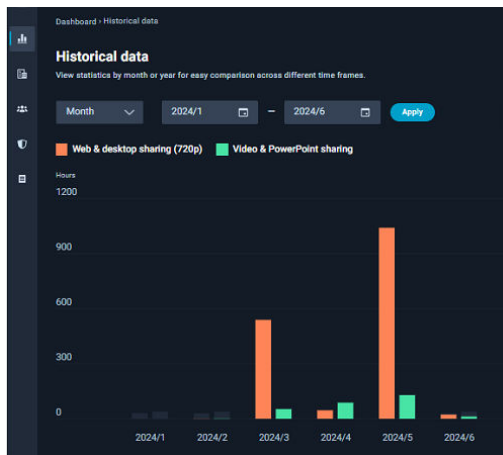 Dashboard › Historical data
Historical data
View statistics by month or year for easy comparison across different time frames.
Month 2024/1 – 2024/6 Apply
Web & desktop sharing (720p) Video & PowerPoint sharing
Hours
1200
900
600
300
0
2024/1 2024/2 2024/3 2024/4 2024/5 2024/6